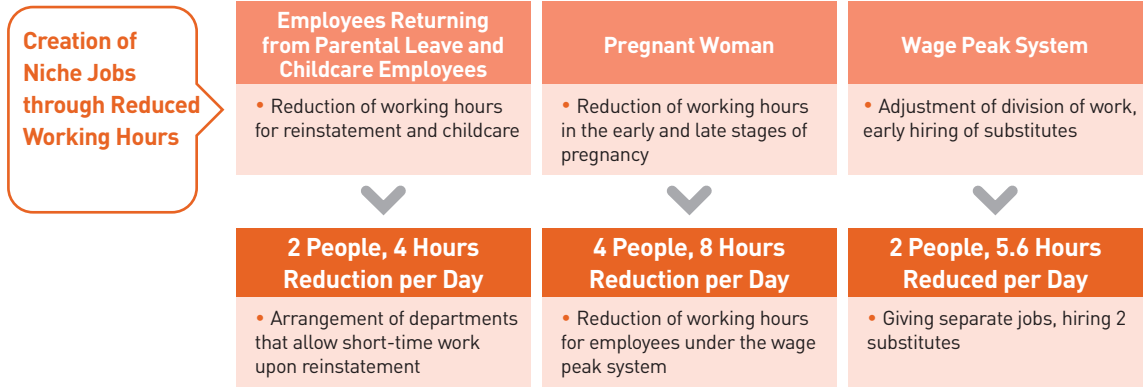 Creation of
Niche Jobs
through Reduced
Working Hours
Employees Returning
from Parental Leave and
Childcare Employees
• Reduction of working hours
for reinstatement and childcare
2 People, 4 Hours
Reduction per Day
• Arrangement of departments
that allow short-time work
upon reinstatement
Pregnant Woman
• Reduction of working hours
in the early and late stages of
pregnancy
4 People, 8 Hours
Reduction per Day
• Reduction of working hours
for employees under the wage
peak system
Wage Peak System
• Adjustment of division of work,
early hiring of substitutes
2 People, 5.6 Hours
Reduced per Day
• Giving separate jobs, hiring 2
substitutes